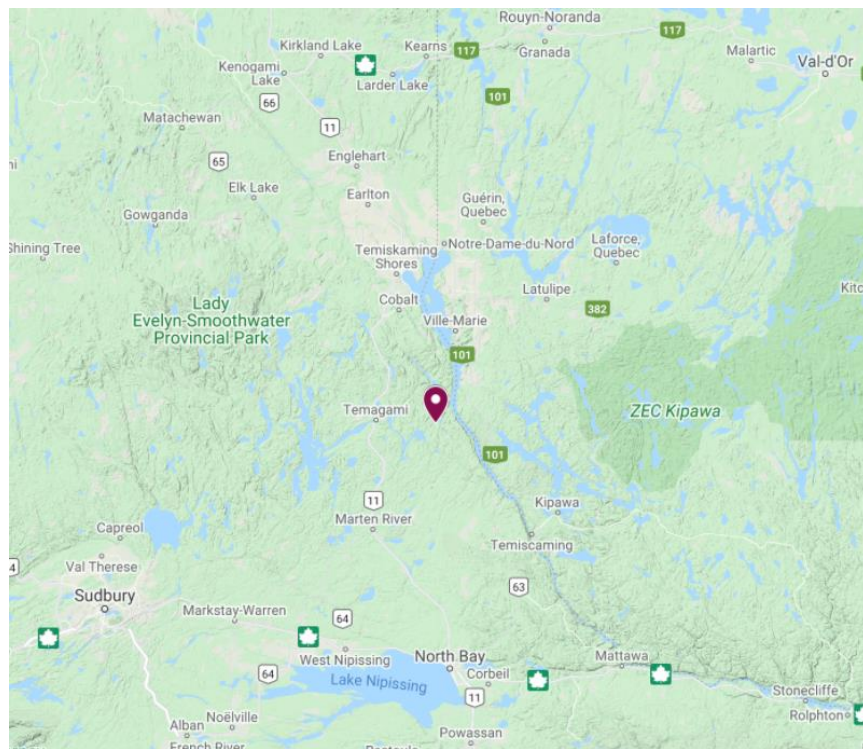 Rouyn-Noranda
117
Kirkland Lake
Kearns
117
Granada
Malartic
Val-d'Or
Kenogami
Lake
Larder Lake
101
66
Matachewan
11
Englehart
65
Elk Lake
Earlton
Guérin,
Quebec
Gowganda
Shining Tree
Temiskaming
Shores
Notre-Dame-du-Nord
Laforce,
Quebec
Cobalt
Latulipe
382
Lady
Evelyn-Smoothwater
Provincial Park
Ville-Marie
101
Temagami
ZEC Kipawa
101
11
Kipawa
Marten River
Capreol
Temiscaming
Val Therese
63
Sudbury
Markstay-Warren
64
West Nipissing
North Bay
Mattawa
64
Lake Nipissing
Corbeil
11
Stonecliffe
Rolphton
Alban
Noëlville
Powassan
French River